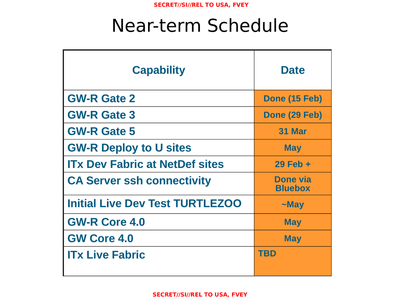 SECRET//SI//REL TO USA, FVEY
Near-term Schedule
Capability Date
GW-R Gate 2 Done (15 Feb)
GW-R Gate 3 Done (29 Feb)
GW-R Gate 5 31 Mar
GW-R Deploy to U sites May
ITx Dev Fabric at NetDef sites 29 Feb +
CA Server ssh connectivity Done via
Bluebox
Initial Live Dev Test TURTLEZOO ~May
GW-R Core 4.0 May
GW Core 4.0 May
ITx Live Fabric TBD
SECRET//SI//REL TO USA, FVEY